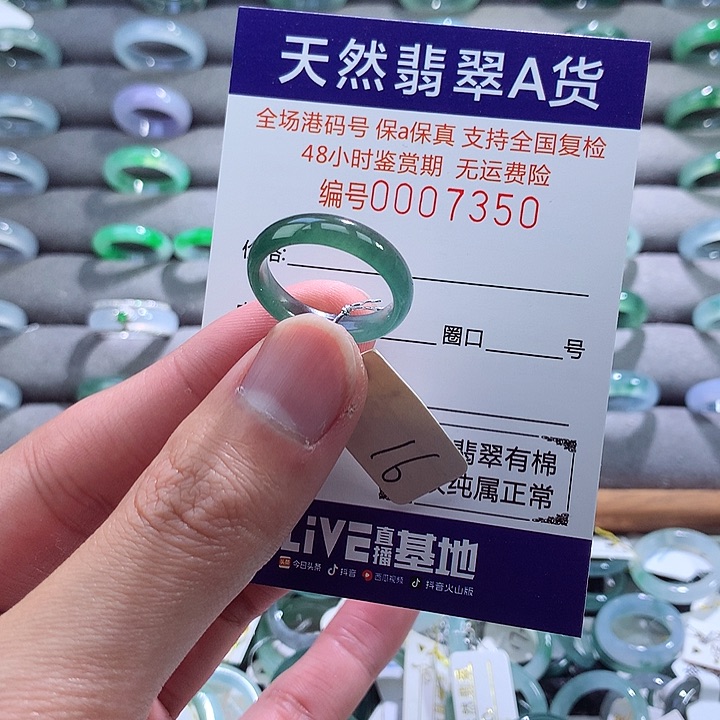 天然翡翠A货
全场港码号 保a保真 支持全国复检
48小时鉴赏期 无运费险
编号0007350
圈口 号
16
翡翠有棉
纯属正常
LiVE直播基地
今日头条 抖音 西瓜视频 抖音火山版